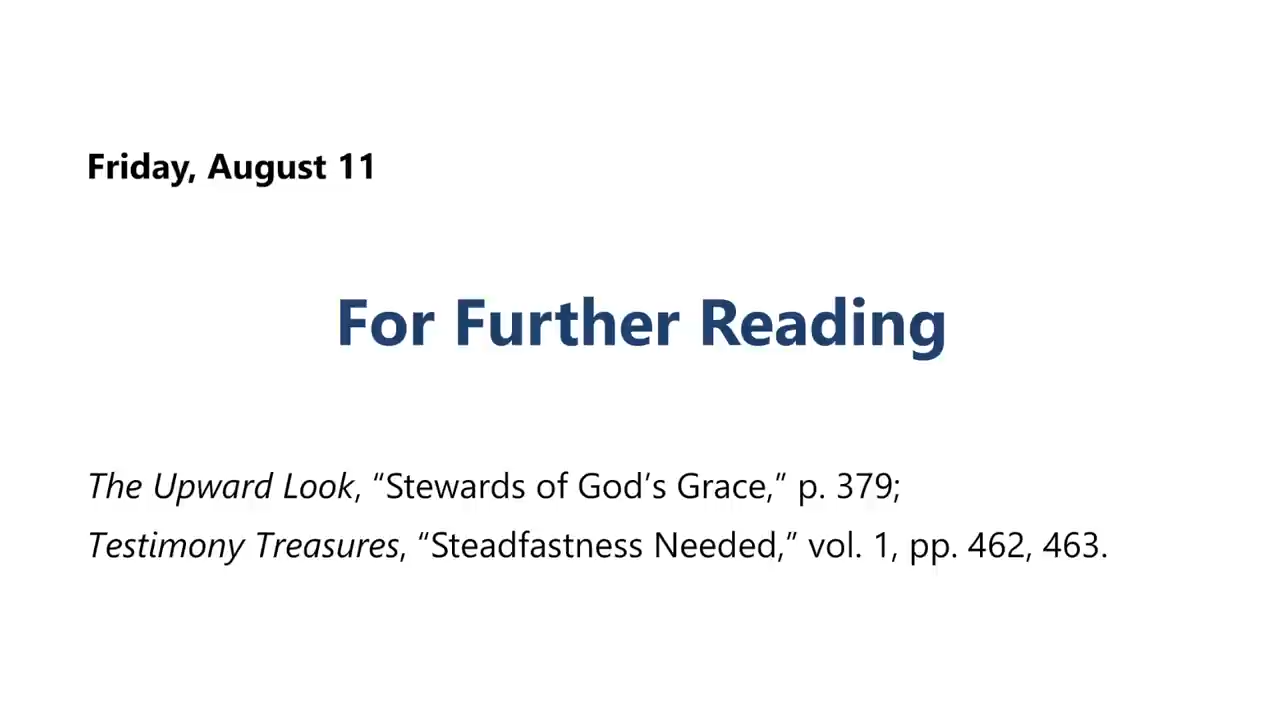 Friday, August 11
For Further Reading
The Upward Look, “Stewards of God’s Grace,” p. 379;
Testimony Treasures, “Steadfastness Needed,” vol. 1, pp. 462, 463.